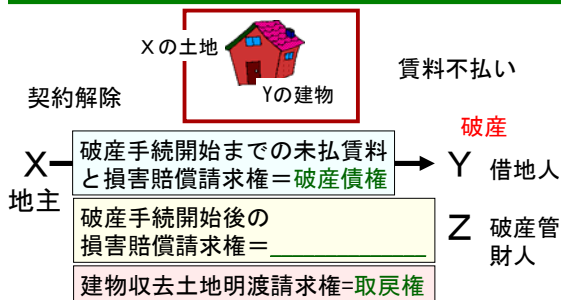 Xの土地
Yの建物
賃料不払い
契約解除
破産
X
地主
破産手続開始までの未払賃料
と損害賠償請求権＝破産債権
Y 借地人
破産手続開始後の
損害賠償請求権＝____________
Z 破産管
財人
建物収去土地明渡請求権=取戻権